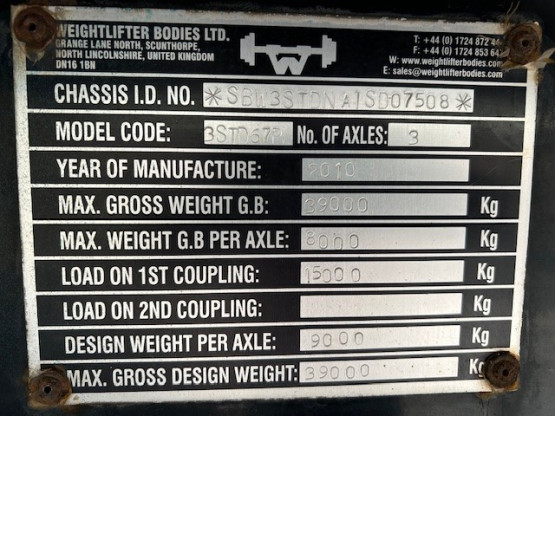 WEIGHTLIFTER BODIES LTD.
GRANGE LANE NORTH, SCUNTHORPE,
NORTH LINCOLNSHIRE, UNITED KINGDOM
DN16 1BN
W
T: +44 (0) 1724 872 44
F: +44 (0) 1724 853 64
W: www.weightlifterbodies.com
E: sales@weightlifterbodies.com
CHASSIS I.D. NO. *SBW3STDNA1SD07508*
MODEL CODE: No. OF AXLES: 3
YEAR OF MANUFACTURE: 2010
MAX. GROSS WEIGHT G.B: 39000 Kg
MAX. WEIGHT G.B PER AXLE: 8000 Kg
LOAD ON 1ST COUPLING: 15000 Kg
LOAD ON 2ND COUPLING: Kg
DESIGN WEIGHT PER AXLE: 9000 Kg
MAX. GROSS DESIGN WEIGHT: 39000 Kg